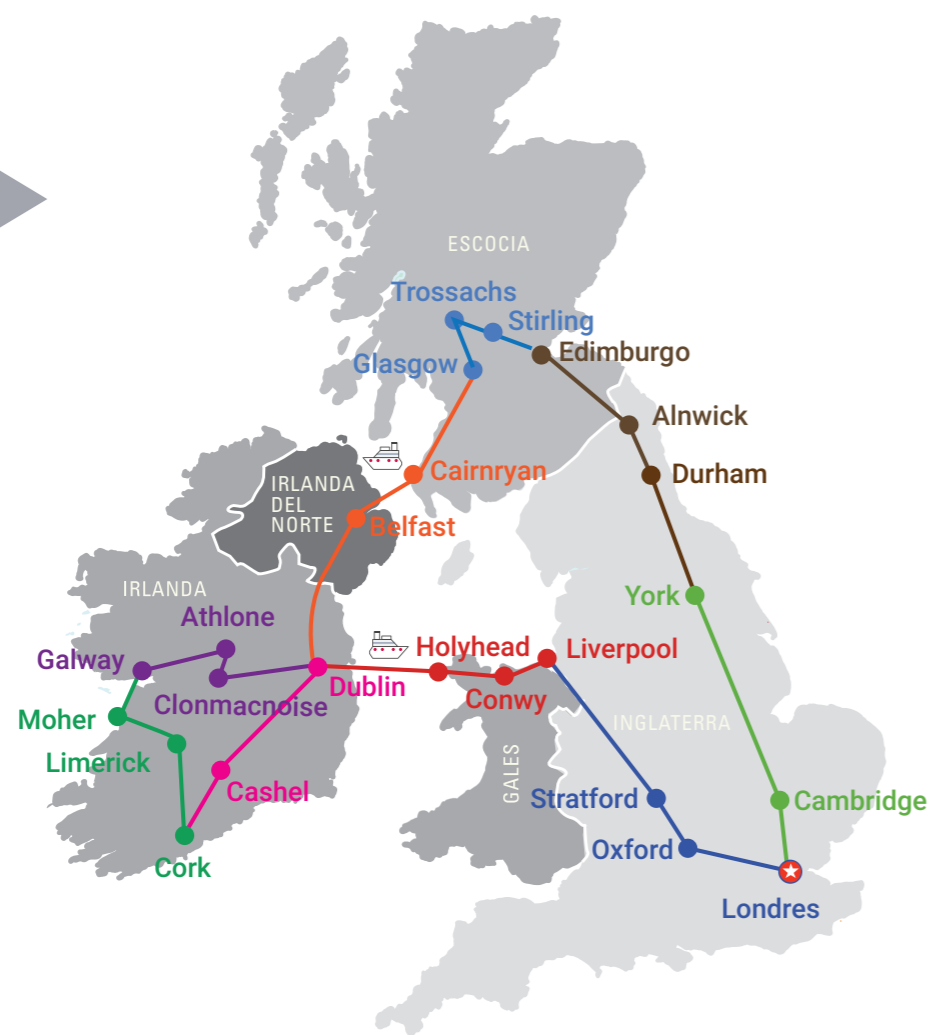 ESCOCIA
Trossachs
Stirling
Edimburgo
Glasgow
Alnwick
Cairnryan
Durham
IRLANDA
DEL
NORTE
Belfast
IRLANDA
York
Athlone
Holyhead
Liverpool
Galway
Dublin
Conwy
Clonmacnoise
Moher
INGLATERRA
Limerick
GALES
Cashel
Stratford
Cambridge
Oxford
Cork
Londres